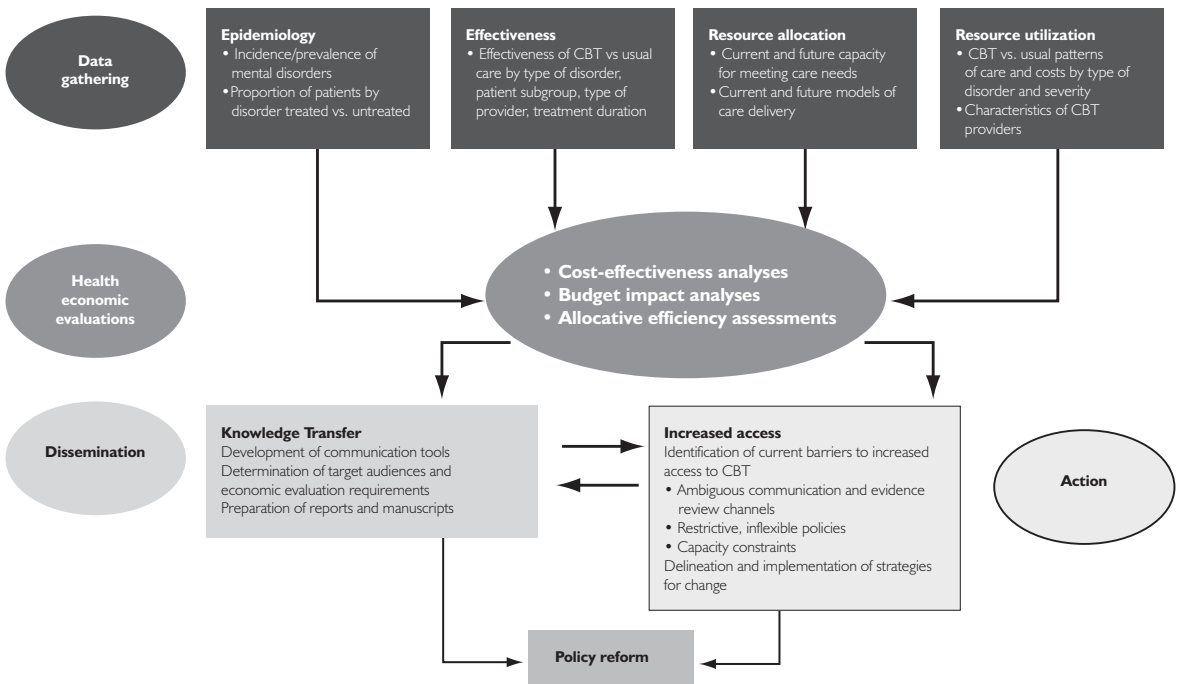 Data
gathering
Epidemiology
• Incidence/prevalence of
mental disorders
•Proportion of patients by
disorder treated vs. untreated
Effectiveness
• Effectiveness of CBT vs usual
care by type of disorder,
patient subgroup, type of
provider, treatment duration
Resource allocation
• Current and future capacity
for meeting care needs
• Current and future models of
care delivery
Resource utilization
• CBT vs. usual patterns
of care and costs by type of
disorder and severity
•Characteristics of CBT
providers
Health
economic
evaluations
• Cost-effectiveness analyses
• Budget impact analyses
• Allocative efficiency assessments
Dissemination
Knowledge Transfer
Development of communication tools
Determination of target audiences and
economic evaluation requirements
Preparation of reports and manuscripts
Increased access
Identification of current barriers to increased
access to CBT
• Ambiguous communication and evidence
review channels
• Restrictive, inflexible policies
• Capacity constraints
Delineation and implementation of strategies
for change
Action
Policy reform